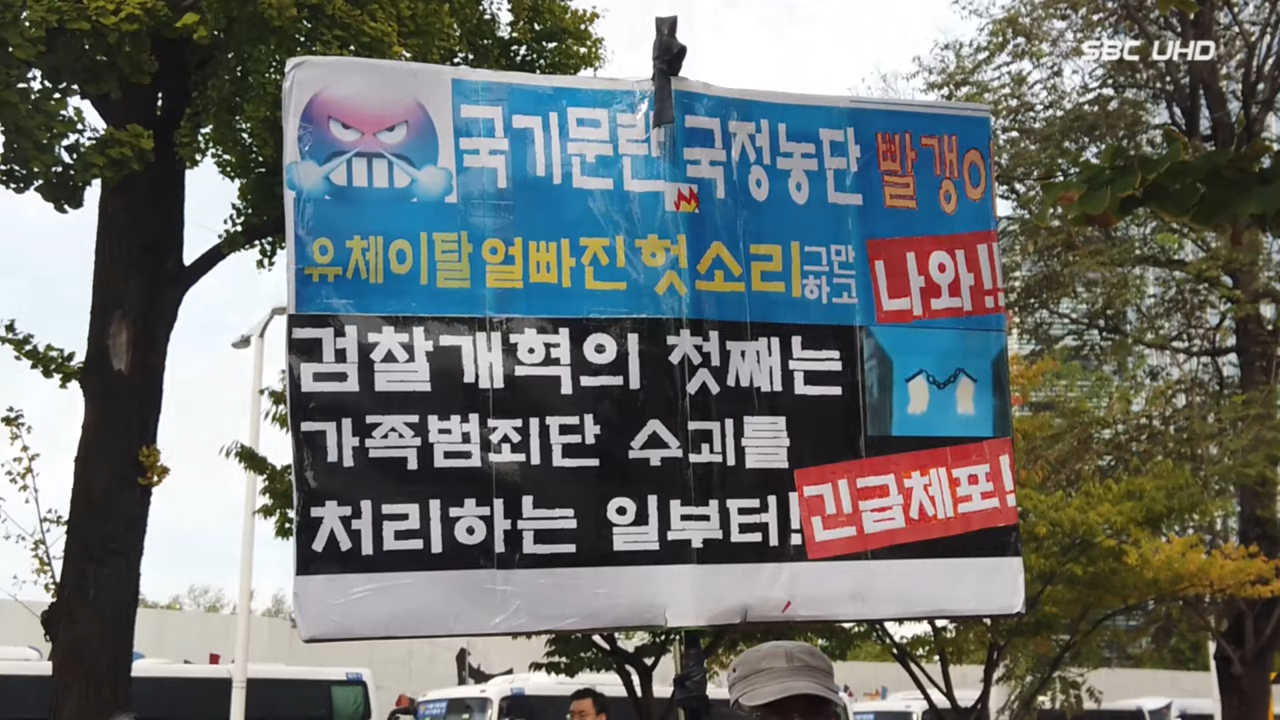 SBC UHD
국기문란 국정농단 빨갱이
유체이탈 얼빠진 헛소리 그만하고 나와!!
검찰개혁의 첫째는
가족범죄단 수괴를
처리하는 일부터! 긴급체포!